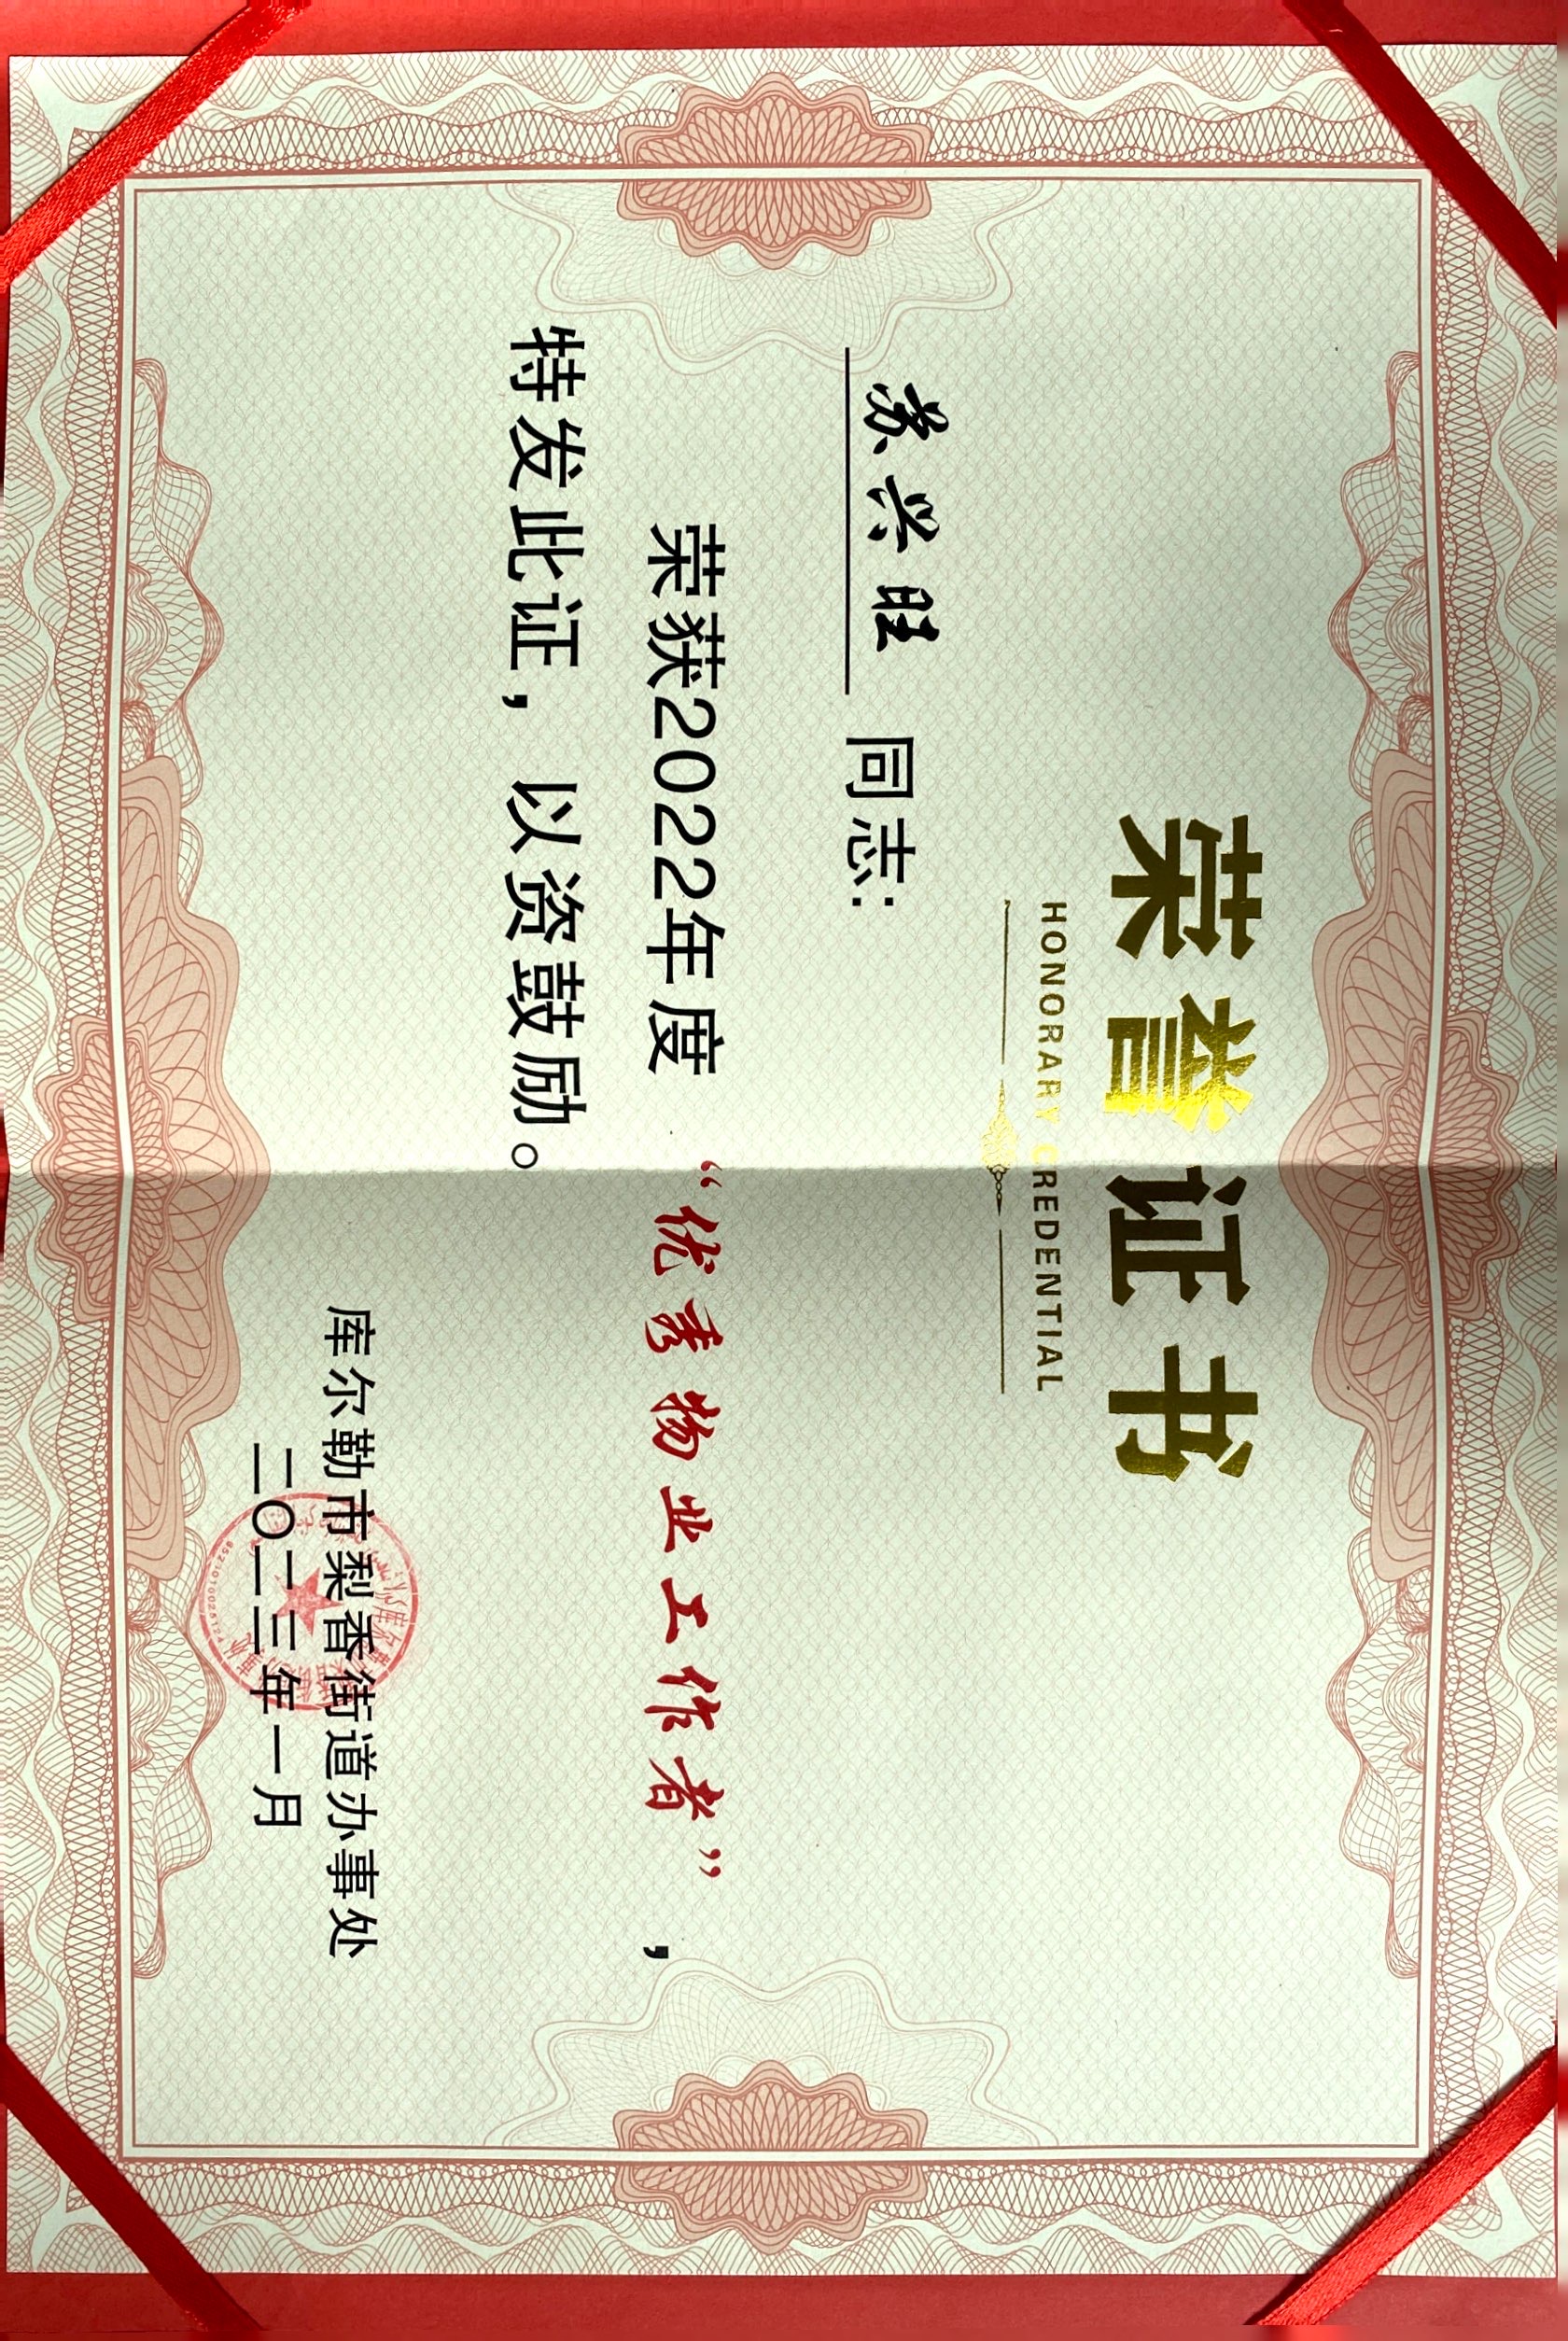 荣誉证书
HONORARY CREDENTIAL
苏兴旺 同志:
荣获2022年度“优秀物业工作者”,
特发此证,以资鼓励。
库尔勒市梨香街道办事处
二〇二三年一月